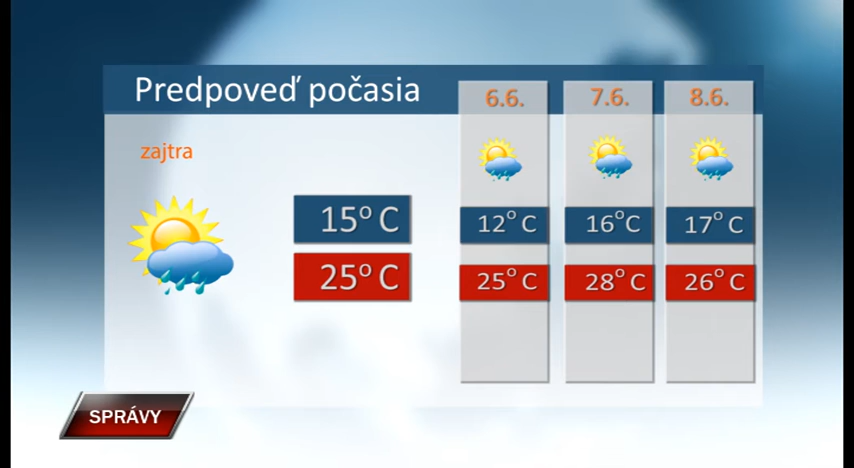 Predpoveď počasia
zajtra
15°C
25°C
6.6.
12°C
25°C
7.6.
16°C
28°C
8.6.
17°C
26°C
SPRÁVY